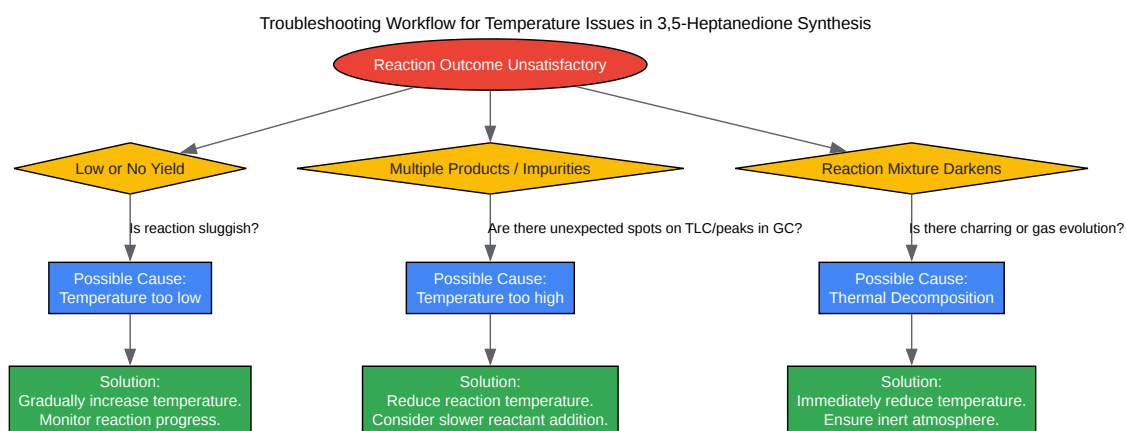 Troubleshooting Workflow for Temperature Issues in 3,5-Heptanedione Synthesis
Reaction Outcome Unsatisfactory
Low or No Yield
Multiple Products / Impurities
Reaction Mixture Darkens
Is reaction sluggish?
Are there unexpected spots on TLC/peaks in GC?
Is there charring or gas evolution?
Possible Cause:
Temperature too low
Possible Cause:
Temperature too high
Possible Cause:
Thermal Decomposition
Solution:
Gradually increase temperature.
Monitor reaction progress.
Solution:
Reduce reaction temperature.
Consider slower reactant addition.
Solution:
Immediately reduce temperature.
Ensure inert atmosphere.